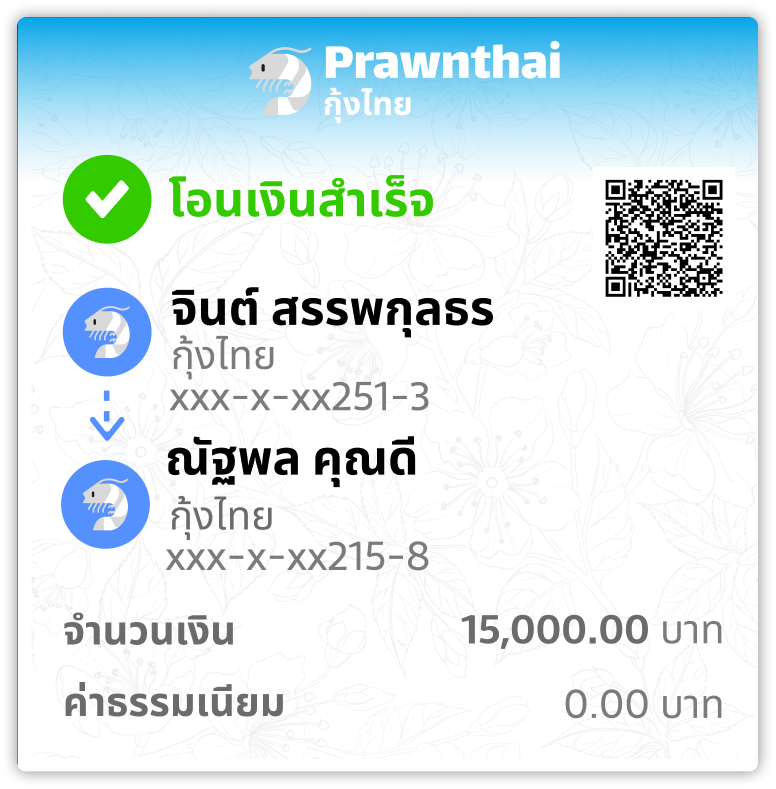 Prawnthai
กุ้งไทย
โอนเงินสำเร็จ
จินต์ สรรพกุลธร
กุ้งไทย
xxx-x-xx251-3
ณัฐพล คุณดี
กุ้งไทย
xxx-x-xx215-8
จำนวนเงิน 15,000.00 บาท
ค่าธรรมเนียม 0.00 บาท